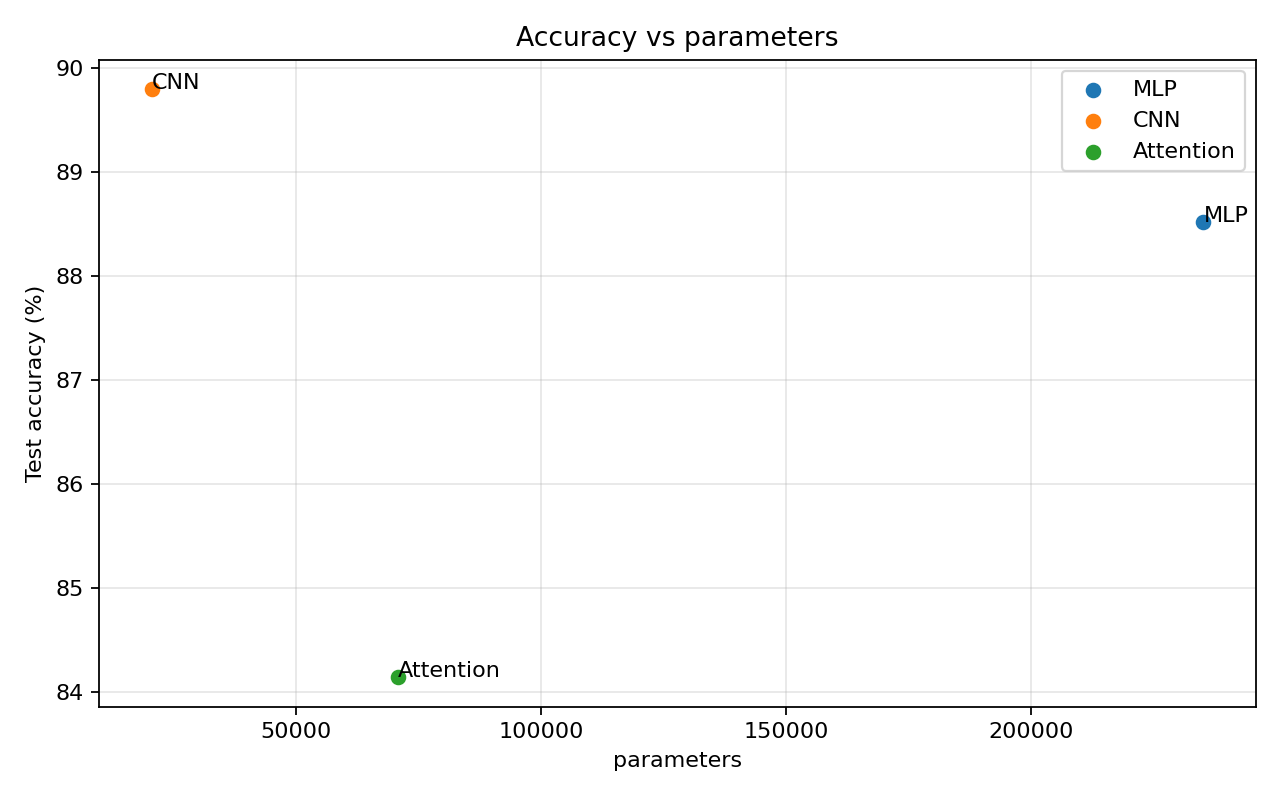 Accuracy vs parameters
90
CNN
MLP
CNN
89
Attention
MLP
88
87
Test accuracy (%)
86
85
Attention
84
50000
100000
150000
200000
parameters